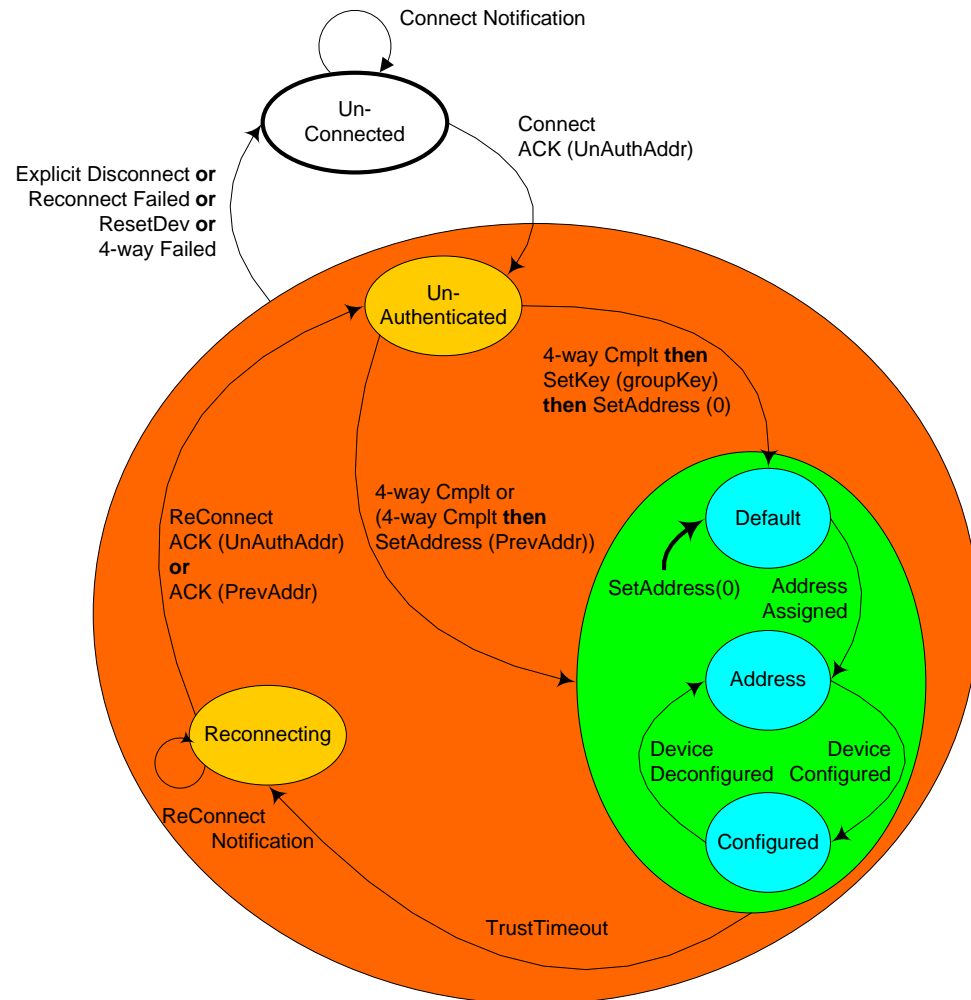 Connect Notification
Un-
Connected
Connect
ACK (UnAuthAddr)
Explicit Disconnect or
Reconnect Failed or
ResetDev or
4-way Failed
Un-
Authenticated
4-way Cmplt then
SetKey (groupKey)
then SetAddress (0)
4-way Cmplt or
(4-way Cmplt then
SetAddress (PrevAddr))
ReConnect
ACK (UnAuthAddr)
or
ACK (PrevAddr)
Default
SetAddress(0)
Address
Assigned
Address
Reconnecting
Device
Deconfigured
Device
Configured
ReConnect
Notification
Configured
TrustTimeout